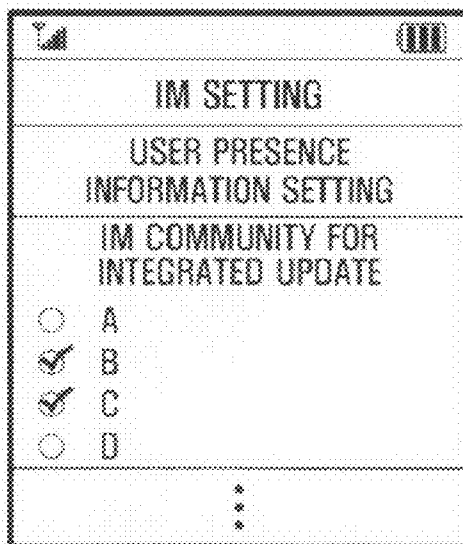 IM SETTING
USER PRESENCE
INFORMATION SETTING
IM COMMUNITY FOR
INTEGRATED UPDATE
A
B
C
D